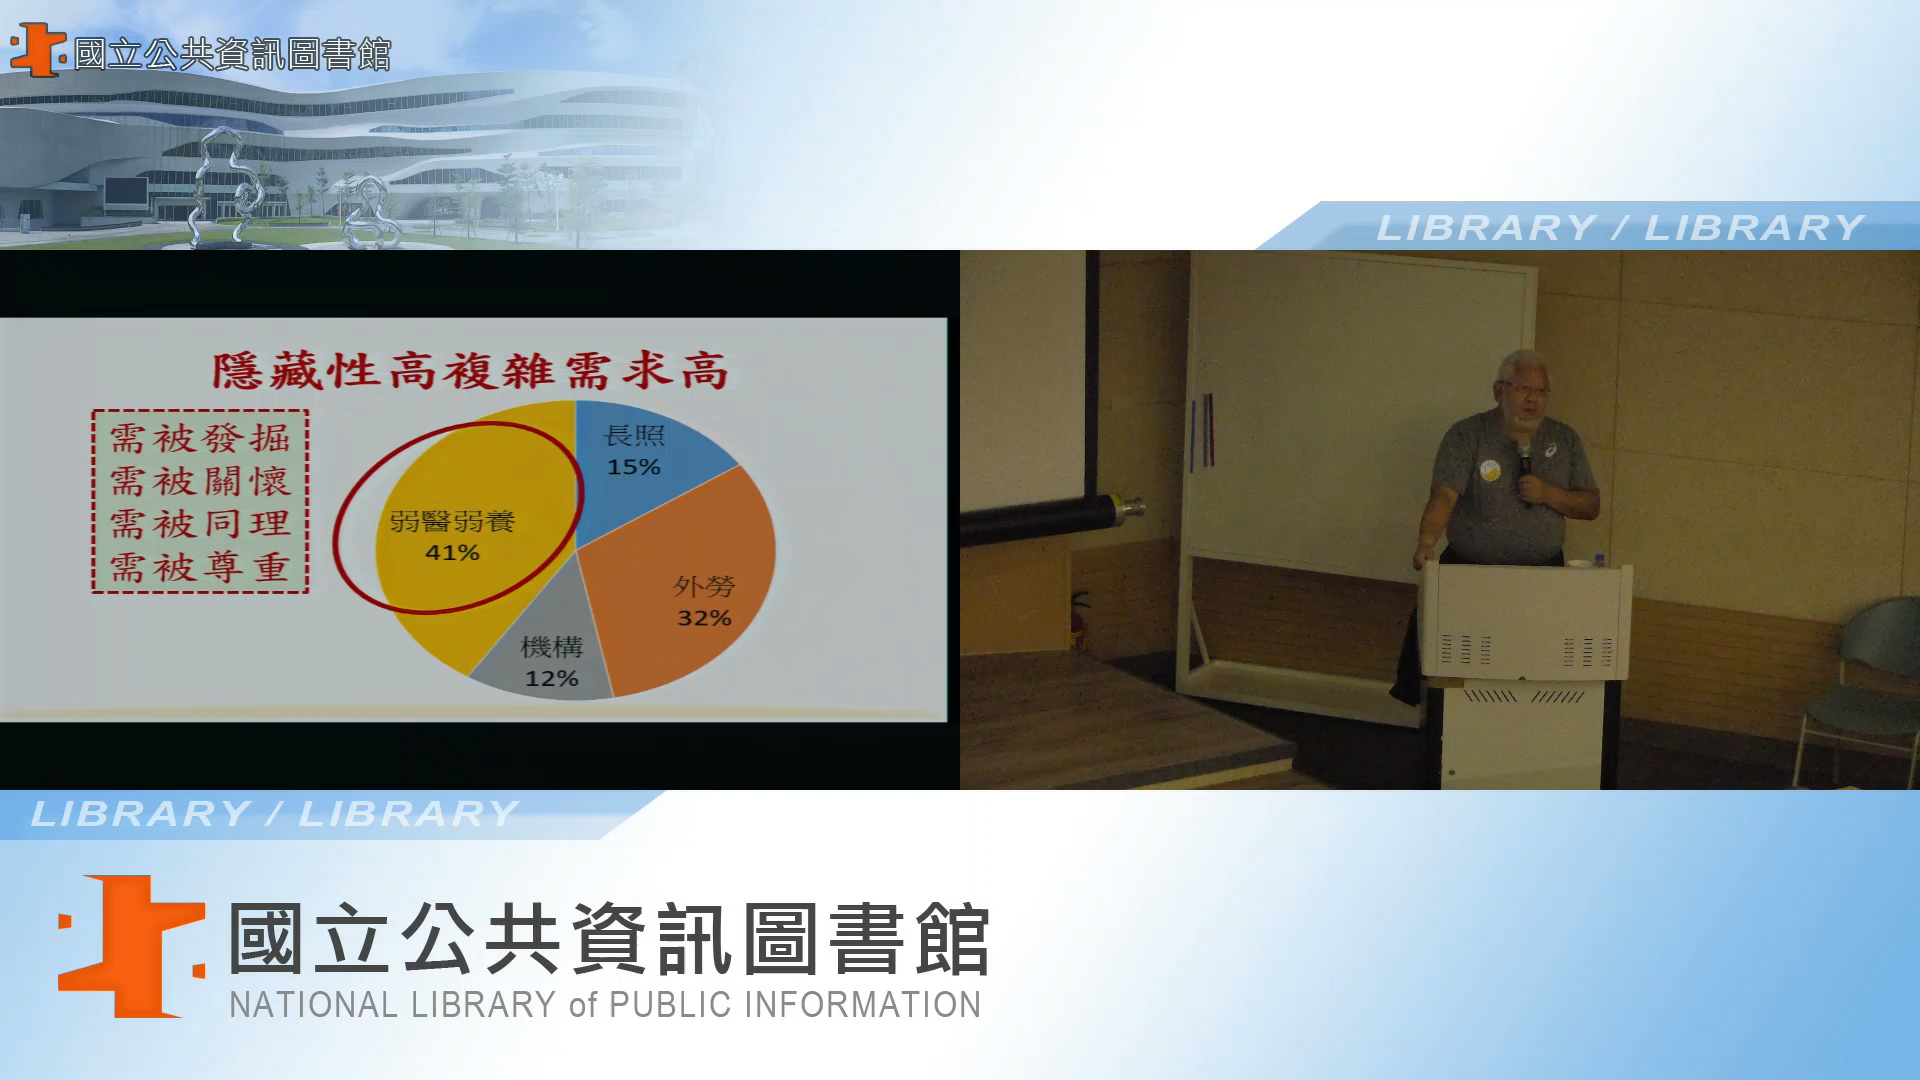 國立公共資訊圖書館
LIBRARY / LIBRARY
隱藏性高複雜需求高
需被發掘
需被關懷
需被同理
需被尊重
長照
15%
弱醫弱養
41%
外勞
32%
機構
12%
LIBRARY / LIBRARY
國立公共資訊圖書館
NATIONAL LIBRARY of PUBLIC INFORMATION